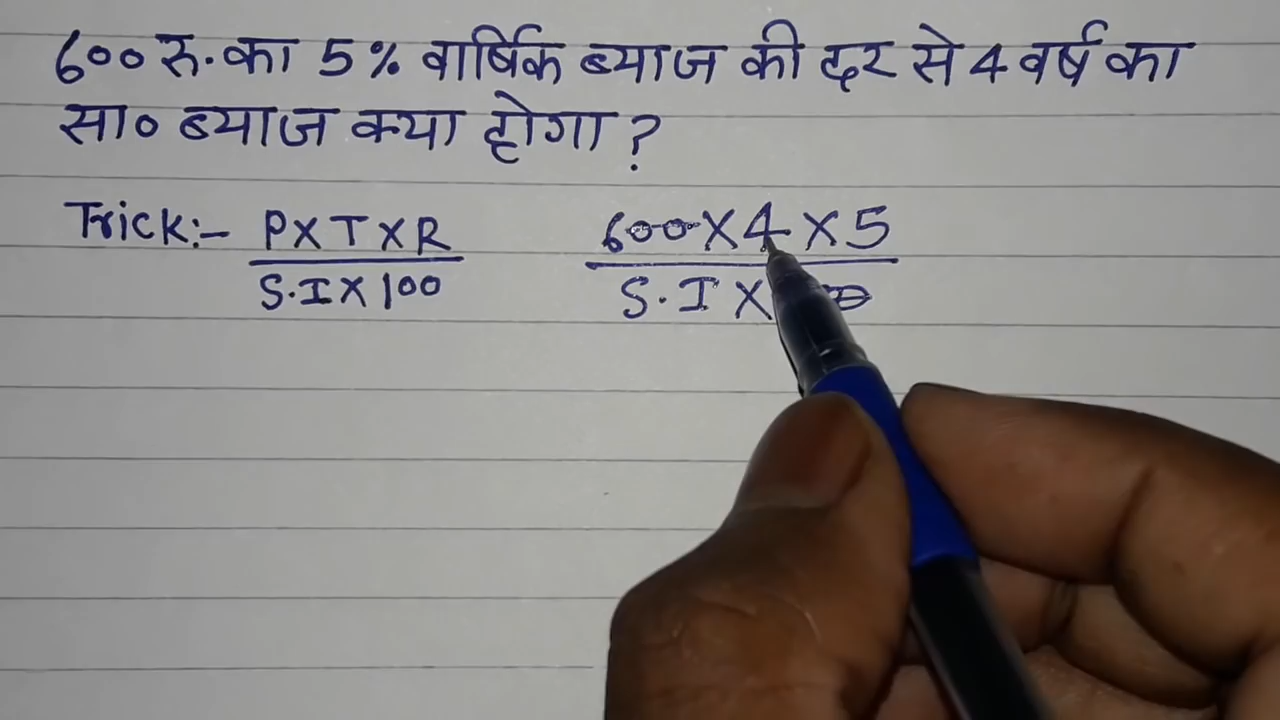 600 रु. का 5% वार्षिक ब्याज की दर से 4 वर्ष का
सा० ब्याज क्या होगा ?
Trick:- P X T X R 600 X 4 X 5
S.I X 100 S.I X